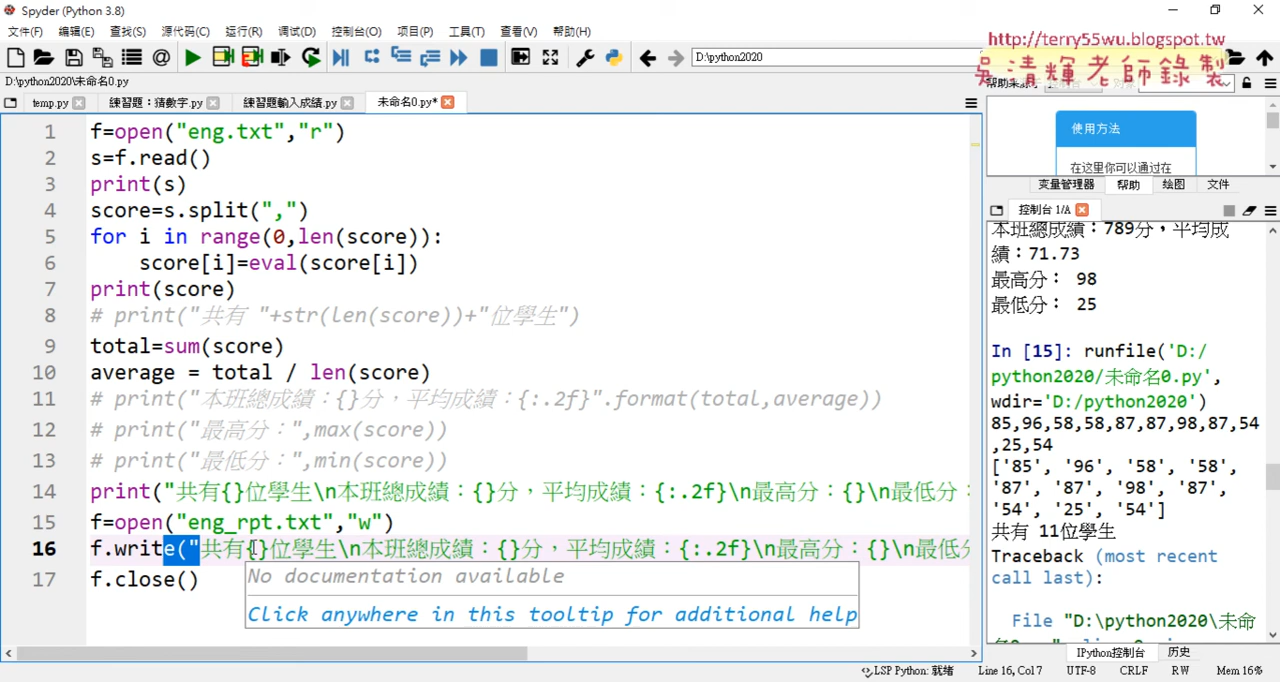 Spyder (Python 3.8)
文件(F) 编辑(E) 查找(S) 源代码(C) 运行(R) 调试(D) 控制台(O) 项目(P) 工具(T) 查看(V) 帮助(H)
D:\python2020
http://terry55wu.blogspot.tw
吳清輝老師錄製
D:\python2020\未命名0.py
temp.py 練習題：猜數字.py 練習題輸入成績.py 未命名0.py*
1 f=open("eng.txt","r")
2 s=f.read()
3 print(s)
4 score=s.split(",")
5 for i in range(0,len(score)):
6 score[i]=eval(score[i])
7 print(score)
8 # print("共有 "+str(len(score))+"位學生")
9 total=sum(score)
10 average = total / len(score)
11 # print("本班總成績：{}分，平均成績：{:.2f}".format(total,average))
12 # print("最高分：",max(score))
13 # print("最低分：",min(score))
14 print("共有{}位學生\n本班總成績：{}分，平均成績：{:.2f}\n最高分：{}\n最低分：
15 f=open("eng_rpt.txt","w")
16 f.write("共有{}位學生\n本班總成績：{}分，平均成績：{:.2f}\n最高分：{}\n最低分
17 f.close()
No documentation available
Click anywhere in this tooltip for additional help
使用方法
在这里你可以通过在
变量管理器 帮助 绘图 文件
控制台 1/A
本班總成績：789分，平均成
績：71.73
最高分： 98
最低分： 25
In [15]: runfile('D:/
python2020/未命名0.py',
wdir='D:/python2020')
85,96,58,58,87,87,98,87,54
,25,54
['85', '96', '58', '58',
'87', '87', '98', '87',
'54', '25', '54']
共有 11位學生
Traceback (most recent
call last):
File "D:\python2020\未命
IPython控制台 历史
LSP Python: 就绪 Line 16, Col 7 UTF-8 CRLF RW Mem 16%